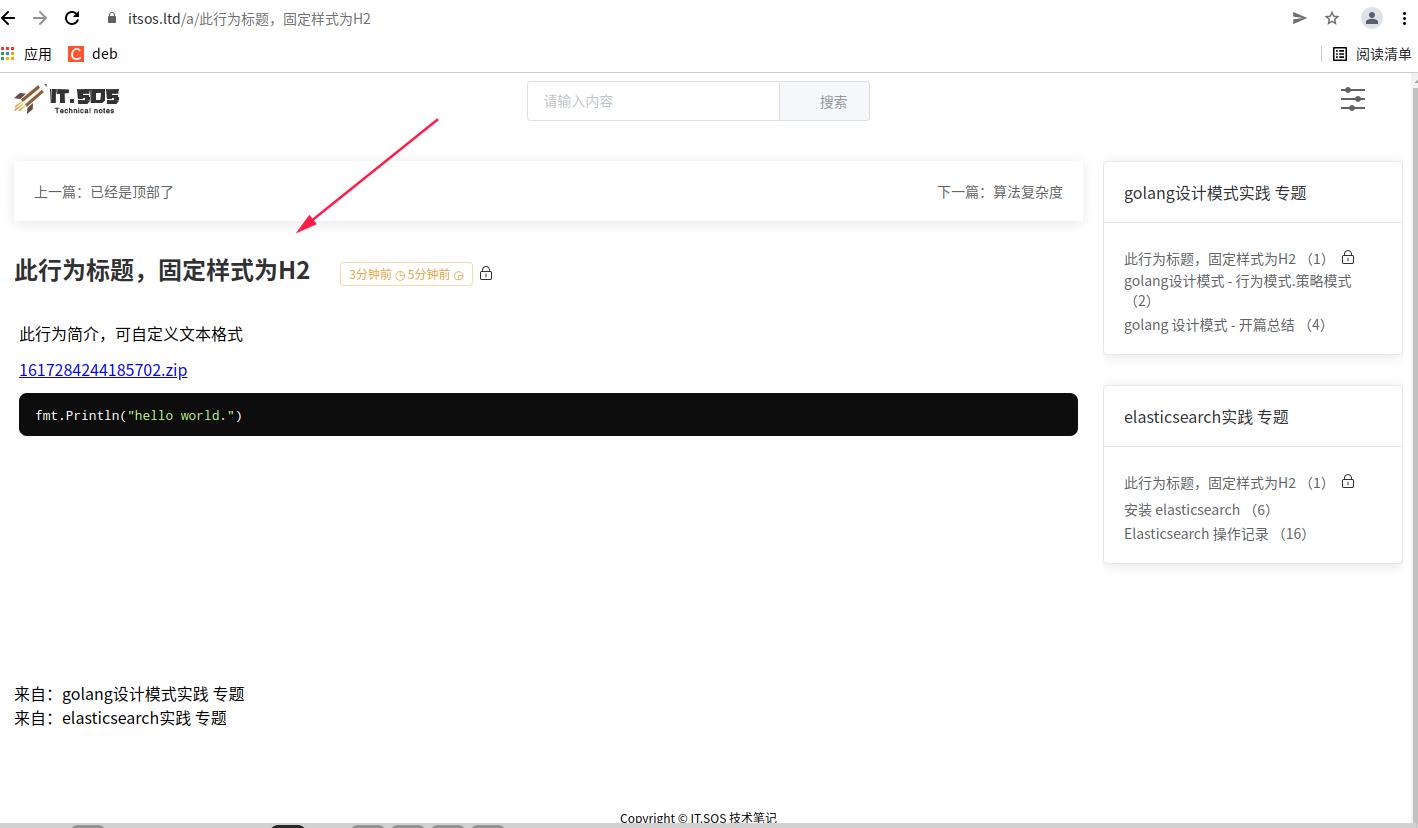 itsos.ltd/a/此行为标题，固定样式为H2
应用
deb
阅读清单
IT.SOS
Technical notes
请输入内容
搜索
上一篇：已经是顶部了
下一篇：算法复杂度
此行为标题，固定样式为H2
3分钟前 5分钟前
此行为简介，可自定义文本格式
1617284244185702.zip
fmt.Println("hello world.")
来自：golang设计模式实践 专题
来自：elasticsearch实践 专题
golang设计模式实践 专题
此行为标题，固定样式为H2 （1）
golang设计模式 - 行为模式.策略模式
（2）
golang 设计模式 - 开篇总结 （4）
elasticsearch实践 专题
此行为标题，固定样式为H2 （1）
安装 elasticsearch （6）
Elasticsearch 操作记录 （16）
Copyright © IT.SOS 技术笔记